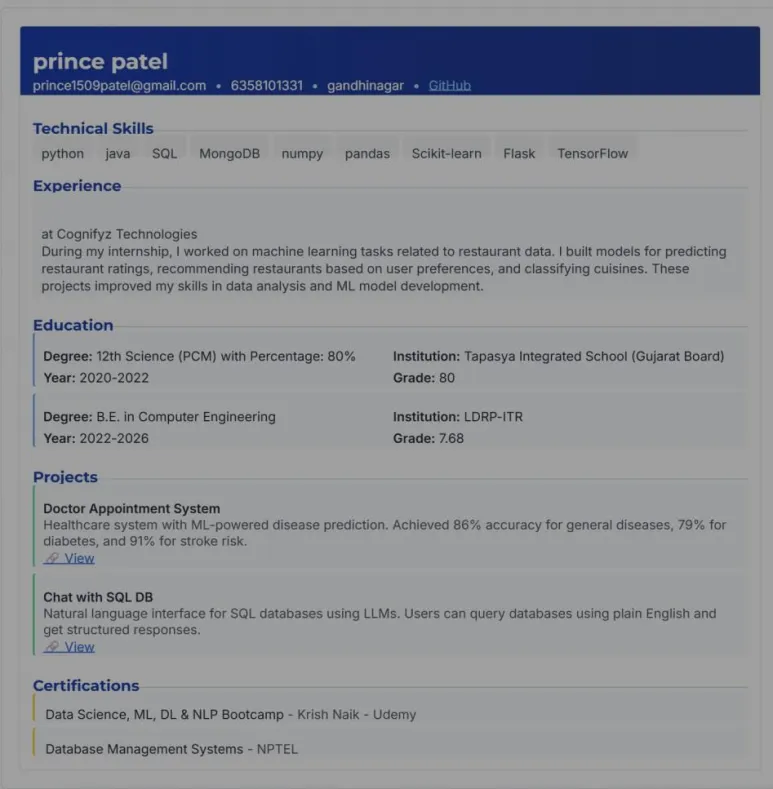 prince patel
prince1509patel@gmail.com • 6358101331 • gandhinagar • GitHub
Technical Skills
python java SQL MongoDB numpy pandas Scikit-learn Flask TensorFlow
Experience
at Cognifyz Technologies
During my internship, I worked on machine learning tasks related to restaurant data. I built models for predicting
restaurant ratings, recommending restaurants based on user preferences, and classifying cuisines. These
projects improved my skills in data analysis and ML model development.
Education
Degree: 12th Science (PCM) with Percentage: 80% Institution: Tapasya Integrated School (Gujarat Board)
Year: 2020-2022 Grade: 80
Degree: B.E. in Computer Engineering Institution: LDRP-ITR
Year: 2022-2026 Grade: 7.68
Projects
Doctor Appointment System
Healthcare system with ML-powered disease prediction. Achieved 86% accuracy for general diseases, 79% for
diabetes, and 91% for stroke risk.
🔗 View
Chat with SQL DB
Natural language interface for SQL databases using LLMs. Users can query databases using plain English and
get structured responses.
🔗 View
Certifications
Data Science, ML, DL & NLP Bootcamp - Krish Naik - Udemy
Database Management Systems - NPTEL